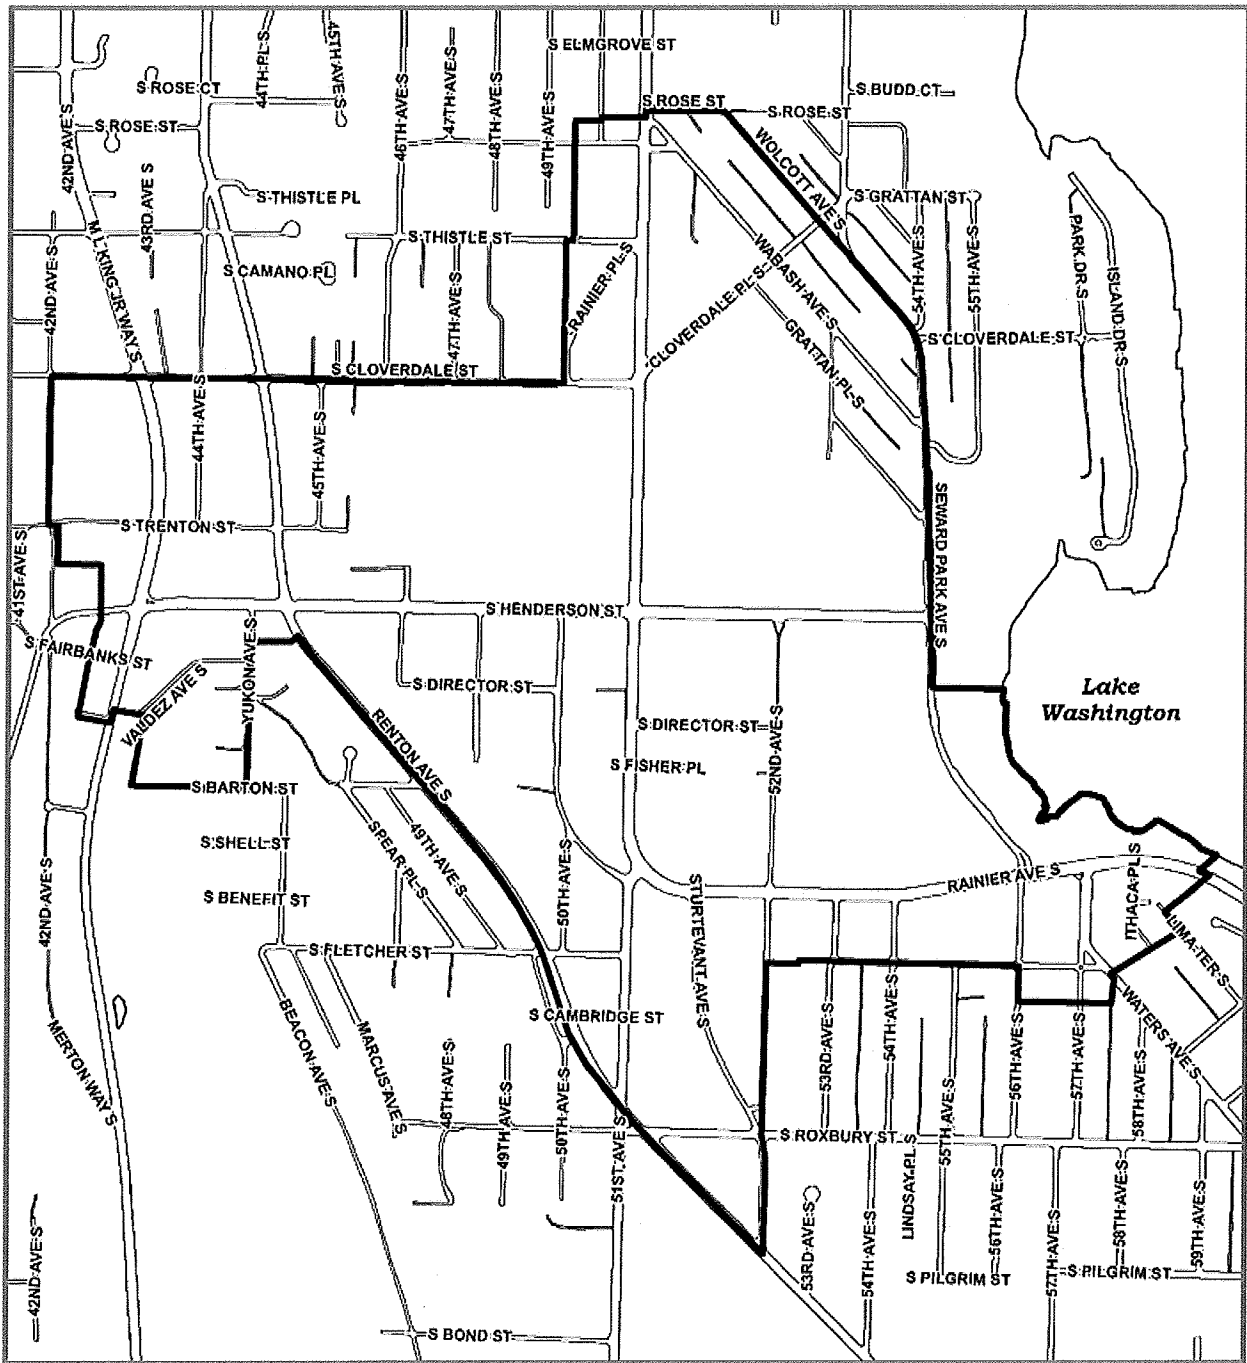 S ELMGROVE ST
45TH AVE S
44TH PL S
S ROSE CT
S BUDD CT
46TH AVE S
47TH AVE S
48TH AVE S
49TH AVE S
S ROSE ST
S ROSE ST
S ROSE ST
42ND AVE S
WOLCOTT AVE S
43RD AVE S
S THISTLE PL
S GRATTAN ST
M L KING JR WAY S
S THISTLE ST
S CAMANO PL
42ND AVE S
47TH AVE S
RAINIER PL S
CLOVERDALE PL S
WABASH AVE S
54TH AVE S
55TH AVE S
PARK DR S
ISLAND DR S
S CLOVERDALE ST
GRATTAN PL S
S CLOVERDALE ST
44TH AVE S
45TH AVE S
S TRENTON ST
SEWARD PARK AVE S
41ST AVE S
S HENDERSON ST
S FAIRBANKS ST
YUKON AVE S
VALDEZ AVE S
S DIRECTOR ST
Lake
Washington
RENTON AVE S
S DIRECTOR ST
52ND AVE S
S FISHER PL
S BARTON ST
S SHELL ST
SPEAR PL S
49TH AVE S
50TH AVE S
42ND AVE S
S BENEFIT ST
STURTEVANT AVE S
RAINIER AVE S
ITHACA PL S
LIMA TER S
S FLETCHER ST
BEACON AVE S
MARCUS AVE S
S CAMBRIDGE ST
WATERS AVE S
MERTON WAY S
48TH AVE S
49TH AVE S
50TH AVE S
51ST AVE S
53RD AVE S
54TH AVE S
55TH AVE S
56TH AVE S
57TH AVE S
58TH AVE S
S ROXBURY ST
LINDSAY PL S
53RD AVE S
54TH AVE S
56TH AVE S
57TH AVE S
58TH AVE S
59TH AVE S
42ND AVE S
S PILGRIM ST
S PILGRIM ST
S BOND ST